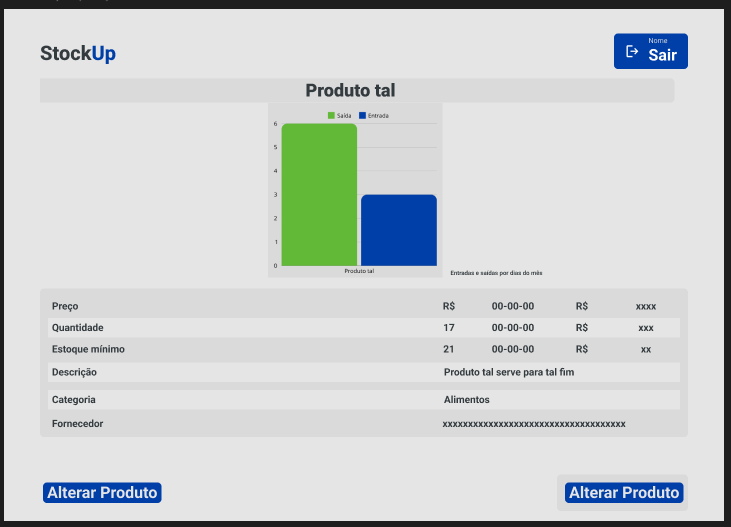 StockUp
Nome
Sair
Produto tal
Saída Entrada
6
5
4
3
2
1
0
Produto tal
Entradas e saídas por dias do mês
Preço R$ 00-00-00 R$ xxxx
Quantidade 17 00-00-00 R$ xxx
Estoque mínimo 21 00-00-00 R$ xx
Descrição Produto tal serve para tal fim
Categoria Alimentos
Fornecedor xxxxxxxxxxxxxxxxxxxxxxxxxxxxxxxxxxxx
Alterar Produto Alterar Produto